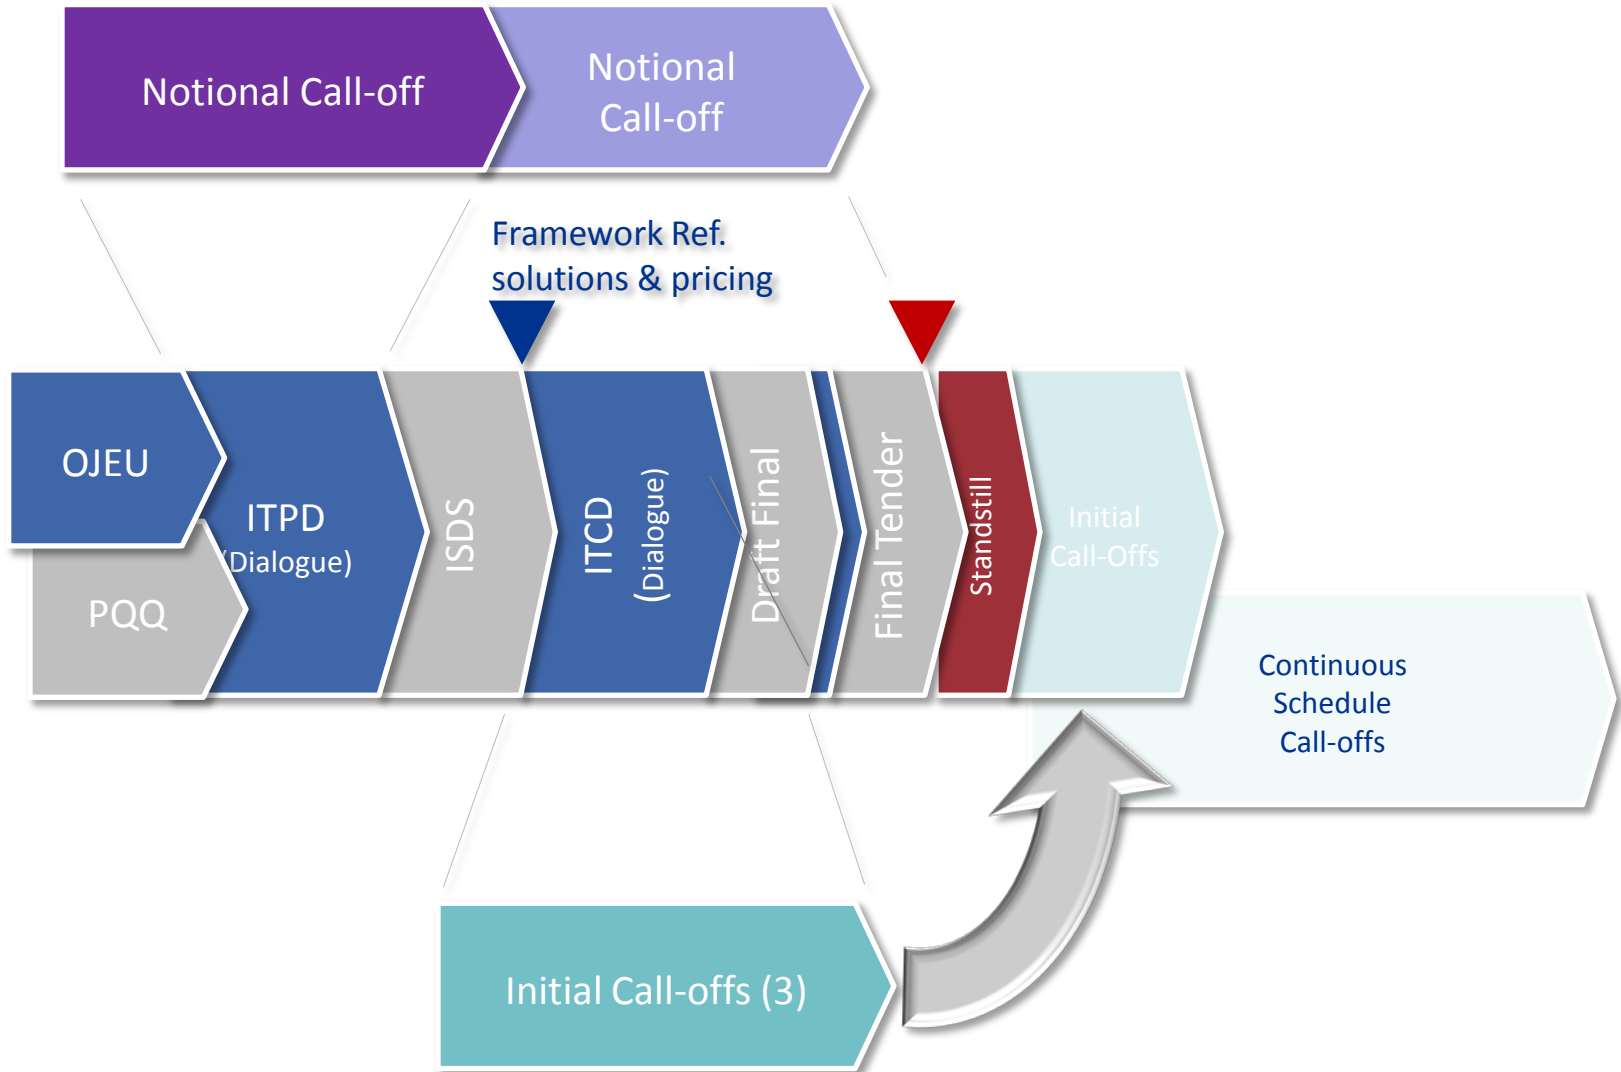 Notional Call-off
Notional
Call-off
Framework Ref.
solutions & pricing
OJEU
PQQ
ITPD
(Dialogue)
ISDS
ITCD
(Dialogue)
Draft Final
Final Tender
Standstill
Initial
Call-Offs
Continuous
Schedule
Call-offs
Initial Call-offs (3)